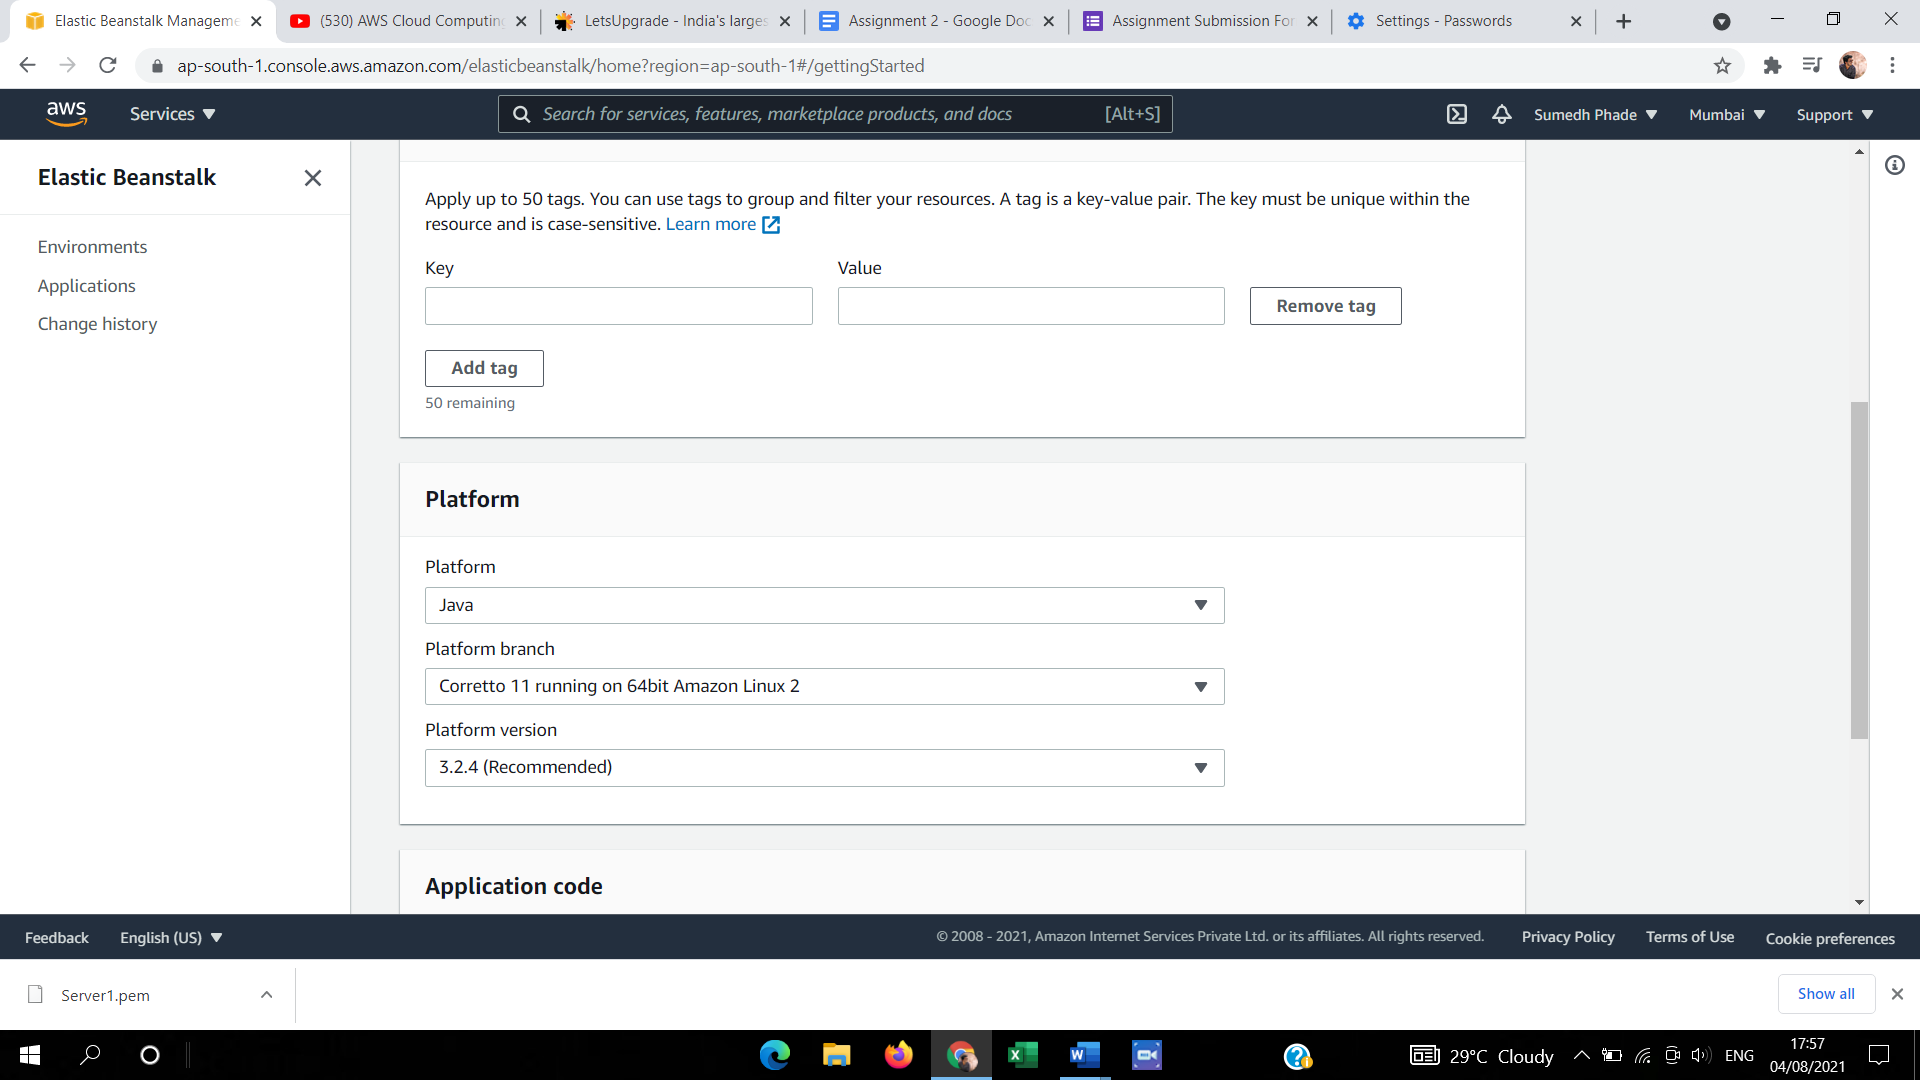 Elastic Beanstalk Manageme
(530) AWS Cloud Computing
LetsUpgrade - India's larges
Assignment 2 - Google Doc
Assignment Submission For
Settings - Passwords
ap-south-1.console.aws.amazon.com/elasticbeanstalk/home?region=ap-south-1#/gettingStarted
aws
Services
Search for services, features, marketplace products, and docs
[Alt+S]
Sumedh Phade
Mumbai
Support
Elastic Beanstalk
Environments
Applications
Change history
Apply up to 50 tags. You can use tags to group and filter your resources. A tag is a key-value pair. The key must be unique within the
resource and is case-sensitive. Learn more
Key
Value
Remove tag
Add tag
50 remaining
Platform
Platform
Java
Platform branch
Corretto 11 running on 64bit Amazon Linux 2
Platform version
3.2.4 (Recommended)
Application code
Feedback
English (US)
© 2008 - 2021, Amazon Internet Services Private Ltd. or its affiliates. All rights reserved.
Privacy Policy
Terms of Use
Cookie preferences
Server1.pem
Show all
29°C Cloudy
ENG
17:57
04/08/2021